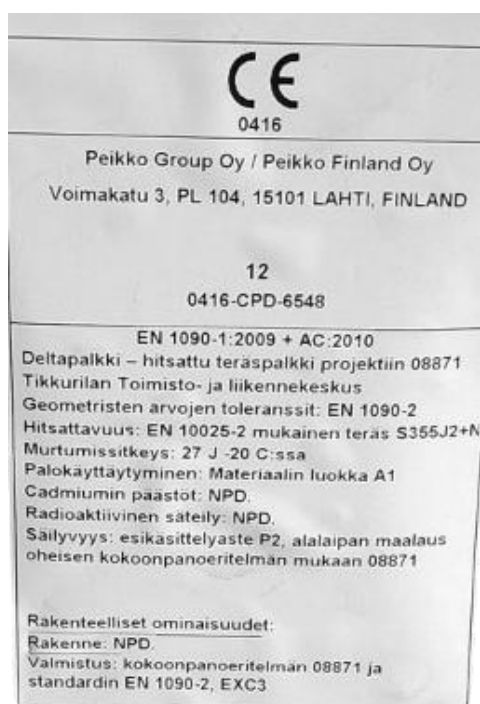 CE
0416
Peikko Group Oy / Peikko Finland Oy
Voimakatu 3, PL 104, 15101 LAHTI, FINLAND
12
0416-CPD-6548
EN 1090-1:2009 + AC:2010
Deltapalkki – hitsattu teräspalkki projektiin 08871
Tikkurilan Toimisto- ja liikennekeskus
Geometristen arvojen toleranssit: EN 1090-2
Hitsattavuus: EN 10025-2 mukainen teräs S355J2+N
Murtumissitkeys: 27 J -20 C:ssa
Palokäyttäytyminen: Materiaalin luokka A1
Cadmiumin päästöt: NPD.
Radioaktiivinen säteily: NPD.
Säilyvyys: esikäsittelyaste P2, alalaipan maalaus
oheisen kokoonpanoeritelmän mukaan 08871
Rakenteelliset ominaisuudet:
Rakenne: NPD.
Valmistus: kokoonpanoeritelmän 08871 ja
standardin EN 1090-2, EXC3